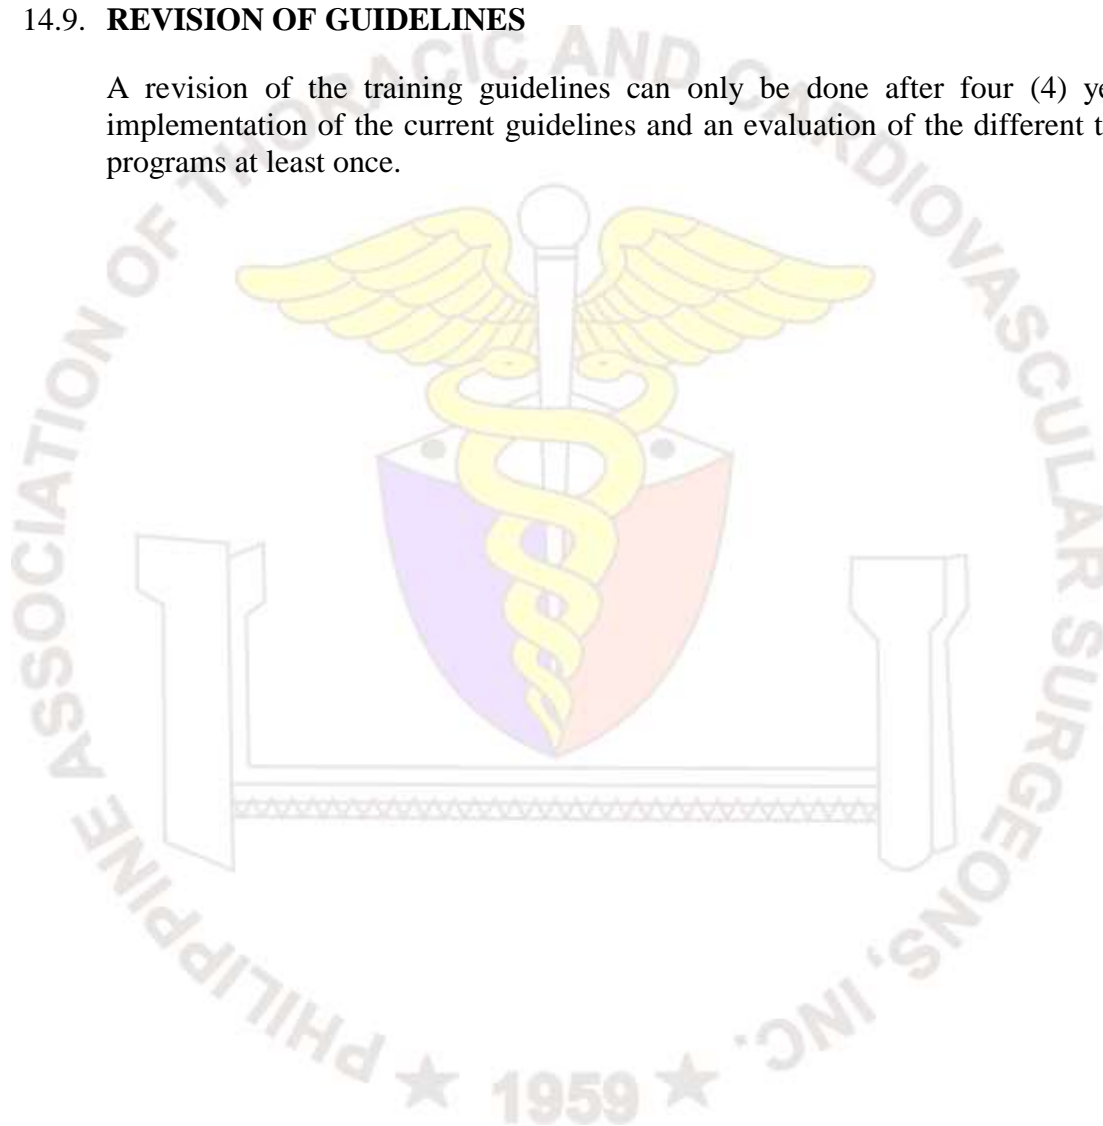 14.9. REVISION OF GUIDELINES
A revision of the training guidelines can only be done after four (4)
implementation of the current guidelines and an evaluation of the different
programs at least once.
PHILIPPINE ASSOCIATION OF THORACIC AND CARDIOVASCULAR SURGEONS, INC.
★ 1959 ★